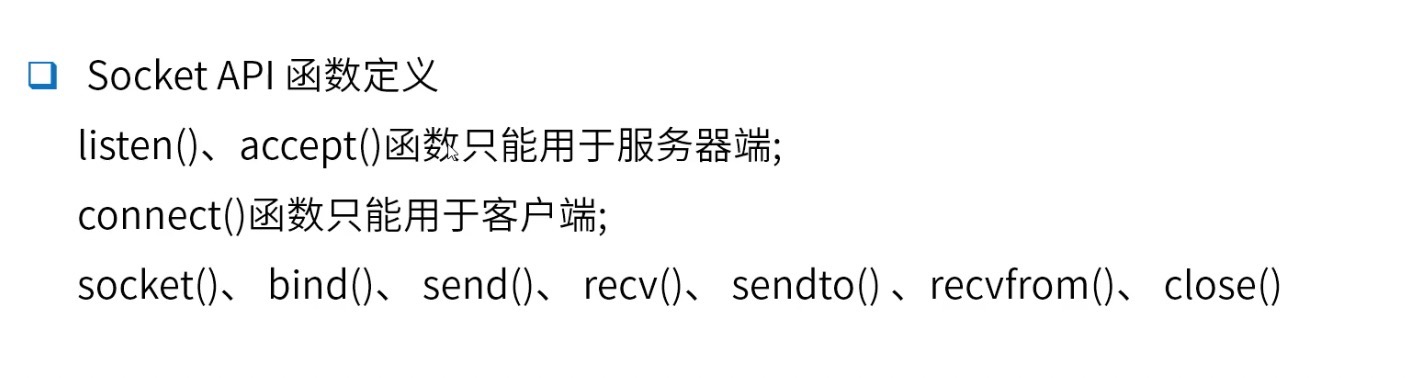 Socket API 函数定义
listen()、accept()函数只能用于服务器端;
connect()函数只能用于客户端;
socket()、 bind()、 send()、 recv()、 sendto() 、recvfrom()、 close()